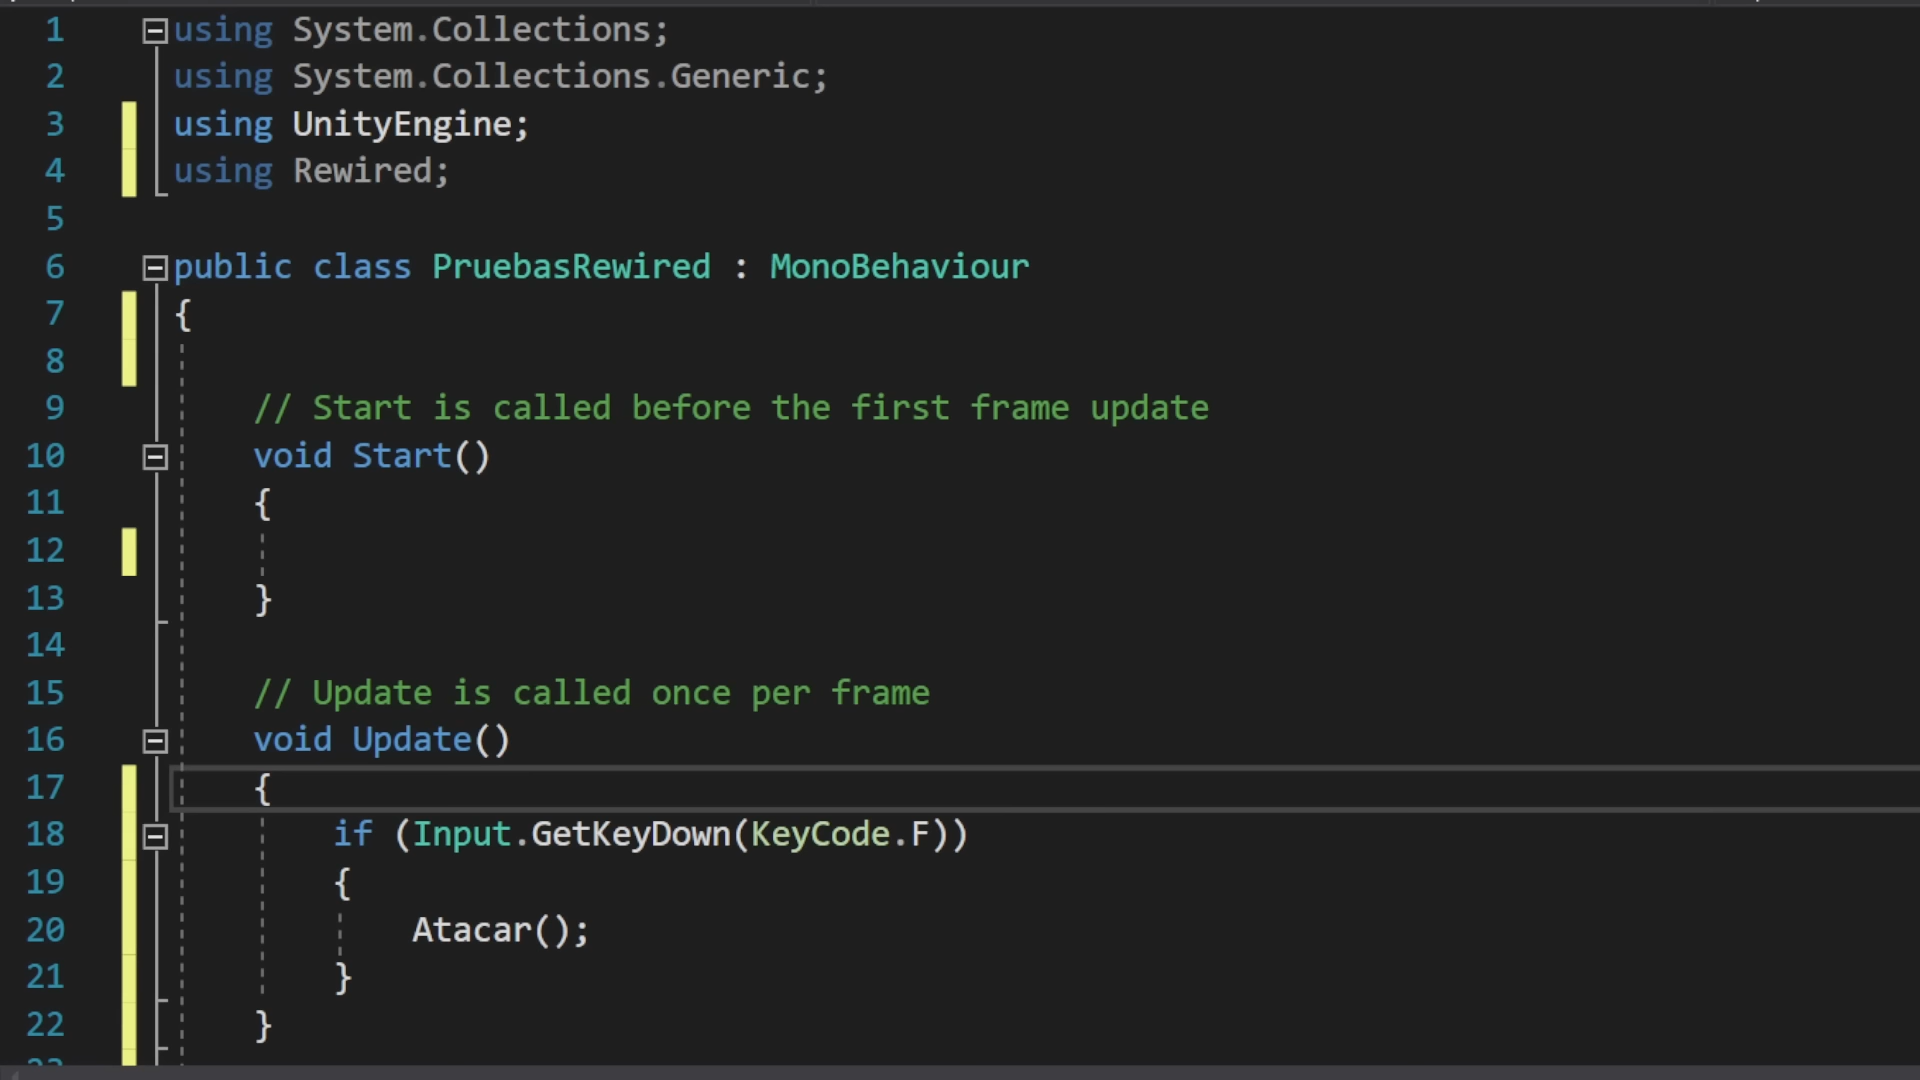 1 using System.Collections;
2 using System.Collections.Generic;
3 using UnityEngine;
4 using Rewired;
5
6 public class PruebasRewired : MonoBehaviour
7 {
8
9 // Start is called before the first frame update
10 void Start()
11 {
12
13 }
14
15 // Update is called once per frame
16 void Update()
17 {
18 if (Input.GetKeyDown(KeyCode.F))
19 {
20 Atacar();
21 }
22 }